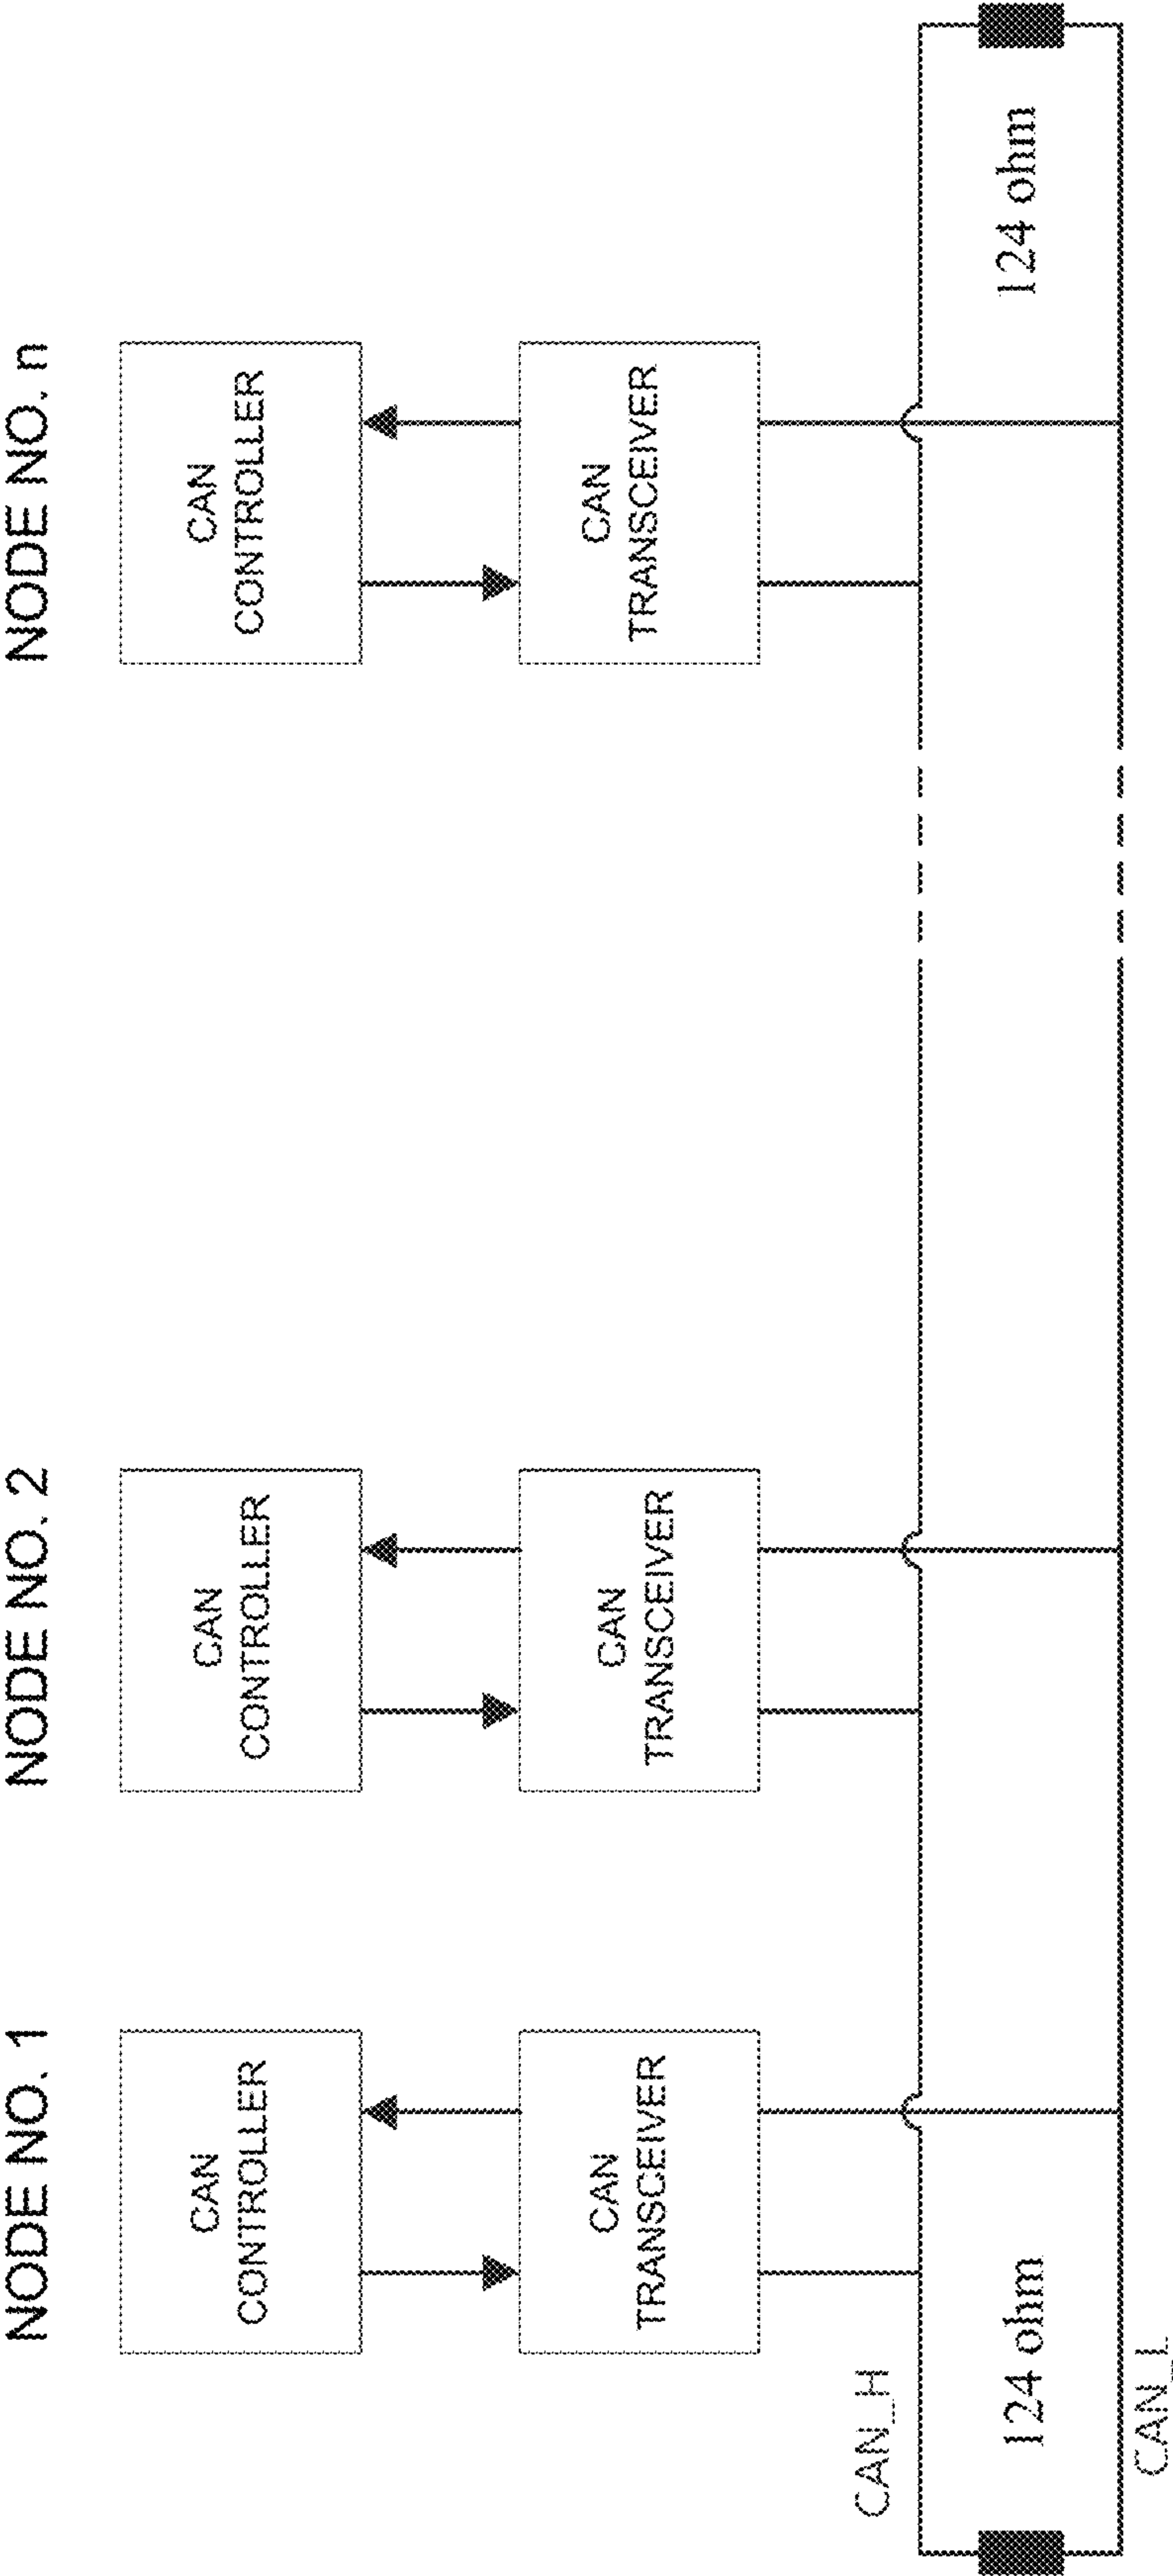 NODE NO. 1
NODE NO. 2
NODE NO. n
CAN
CONTROLLER
CAN
CONTROLLER
CAN
CONTROLLER
CAN
TRANSCEIVER
CAN
TRANSCEIVER
CAN
TRANSCEIVER
CAN_H
124 ohm
124 ohm
CAN_L